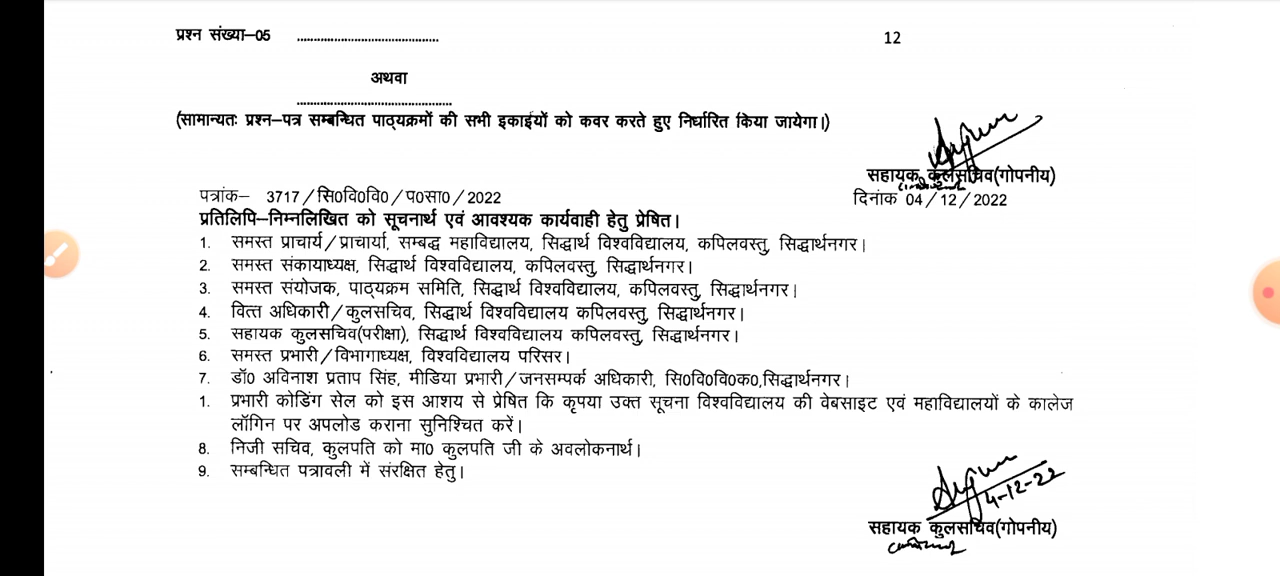 प्रश्न संख्या–05 .......................................... 12
अथवा
..............................................
(सामान्यतः प्रश्न–पत्र सम्बन्धित पाठ्यक्रमों की सभी इकाइंयों को कवर करते हुए निर्धारित किया जायेगा।)
सहायक कुलसचिव(गोपनीय)
पत्रांक– 3717/सि0वि0वि0/प0सा0/2022 दिनांक 04/12/2022
प्रतिलिपि–निम्नलिखित को सूचनार्थ एवं आवश्यक कार्यवाही हेतु प्रेषित।
1. समस्त प्राचार्य/प्राचार्या, सम्बद्ध महाविद्यालय, सिद्धार्थ विश्वविद्यालय, कपिलवस्तु, सिद्धार्थनगर।
2. समस्त संकायाध्यक्ष, सिद्धार्थ विश्वविद्यालय, कपिलवस्तु, सिद्धार्थनगर।
3. समस्त संयोजक, पाठ्यक्रम समिति, सिद्धार्थ विश्वविद्यालय, कपिलवस्तु, सिद्धार्थनगर।
4. वित्त अधिकारी/कुलसचिव, सिद्धार्थ विश्वविद्यालय कपिलवस्तु, सिद्धार्थनगर।
5. सहायक कुलसचिव(परीक्षा), सिद्धार्थ विश्वविद्यालय कपिलवस्तु, सिद्धार्थनगर।
6. समस्त प्रभारी/विभागाध्यक्ष, विश्वविद्यालय परिसर।
7. डॉ0 अविनाश प्रताप सिंह, मीडिया प्रभारी/जनसम्पर्क अधिकारी, सि0वि0वि0क0,सिद्धार्थनगर।
1. प्रभारी कोडिंग सेल को इस आशय से प्रेषित कि कृपया उक्त सूचना विश्वविद्यालय की वेबसाइट एवं महाविद्यालयों के कालेज
लॉगिन पर अपलोड कराना सुनिश्चित करें।
8. निजी सचिव, कुलपति को मा0 कुलपति जी के अवलोकनार्थ।
9. सम्बन्धित पत्रावली में संरक्षित हेतु।
4-12-22
सहायक कुलसचिव(गोपनीय)